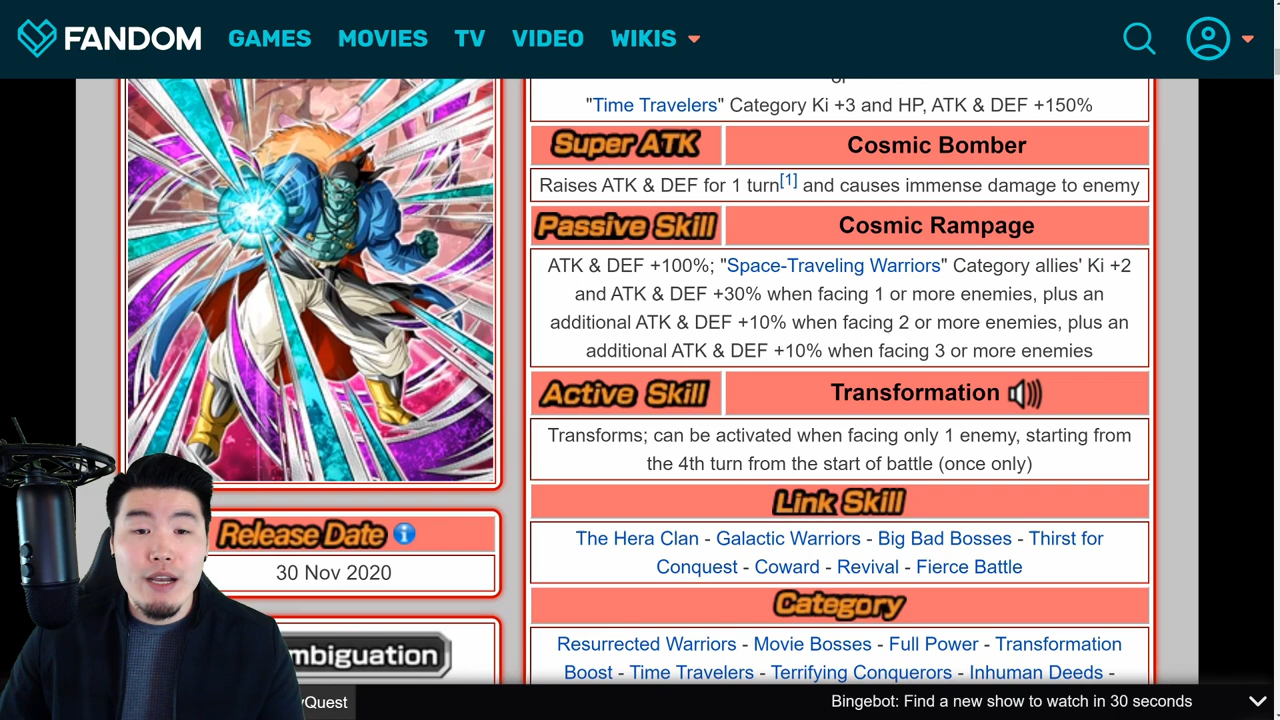 FANDOM GAMES MOVIES TV VIDEO WIKIS
or
"Time Travelers" Category Ki +3 and HP, ATK & DEF +150%
Super ATK Cosmic Bomber
Raises ATK & DEF for 1 turn[1] and causes immense damage to enemy
Passive Skill Cosmic Rampage
ATK & DEF +100%; "Space-Traveling Warriors" Category allies' Ki +2
and ATK & DEF +30% when facing 1 or more enemies, plus an
additional ATK & DEF +10% when facing 2 or more enemies, plus an
additional ATK & DEF +10% when facing 3 or more enemies
Active Skill Transformation
Transforms; can be activated when facing only 1 enemy, starting from
the 4th turn from the start of battle (once only)
Link Skill
The Hera Clan - Galactic Warriors - Big Bad Bosses - Thirst for
Conquest - Coward - Revival - Fierce Battle
Category
Resurrected Warriors - Movie Bosses - Full Power - Transformation
Boost - Time Travelers - Terrifying Conquerors - Inhuman Deeds -
Release Date
30 Nov 2020
mbiguation
yQuest
Bingebot: Find a new show to watch in 30 seconds